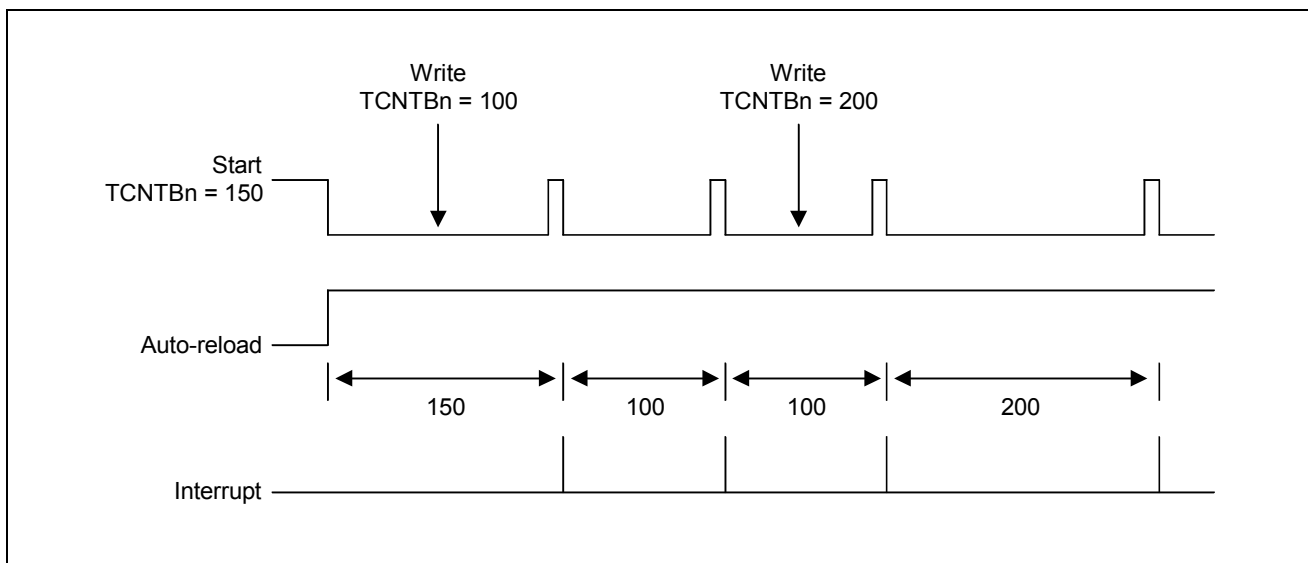 Write
TCNTBn = 100
Write
TCNTBn = 200
Start
TCNTBn = 150
Auto-reload
150
100
100
200
Interrupt